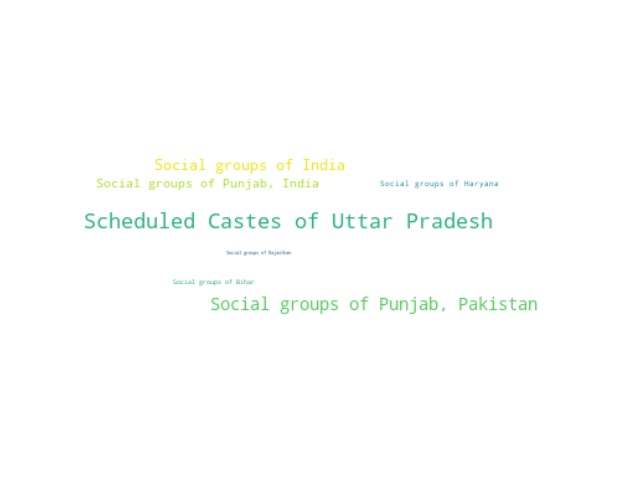 Social groups of India
Social groups of Punjab, India
Social groups of Haryana
Scheduled Castes of Uttar Pradesh
Social groups of Rajasthan
Social groups of Bihar
Social groups of Punjab, Pakistan